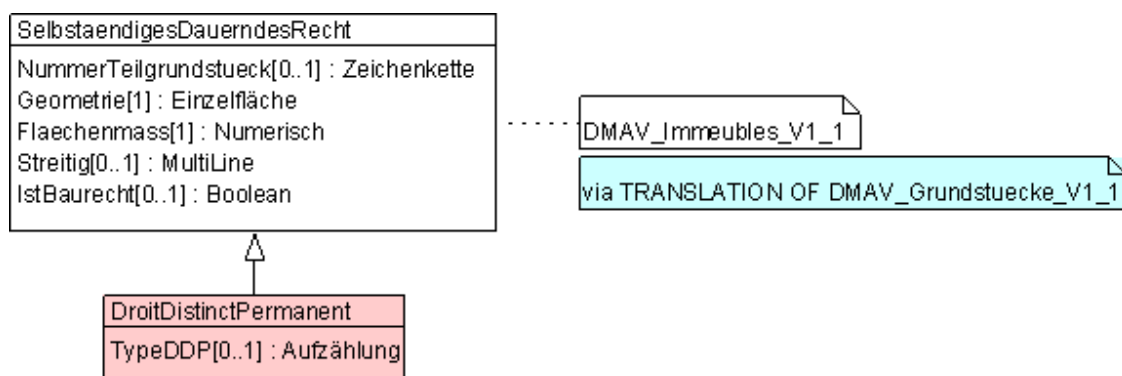 SelbstaendigesDauerndesRecht
NummerTeilgrundstueck[0..1] : Zeichenkette
Geometrie[1] : Einzelfläche
Flaechenmass[1] : Numerisch
Streitig[0..1] : MultiLine
IstBaurecht[0..1] : Boolean
DMAV_Immeubles_V1_1
via TRANSLATION OF DMAV_Grundstuecke_V1_1
DroitDistinctPermanent
TypeDDP[0..1] : Aufzählung